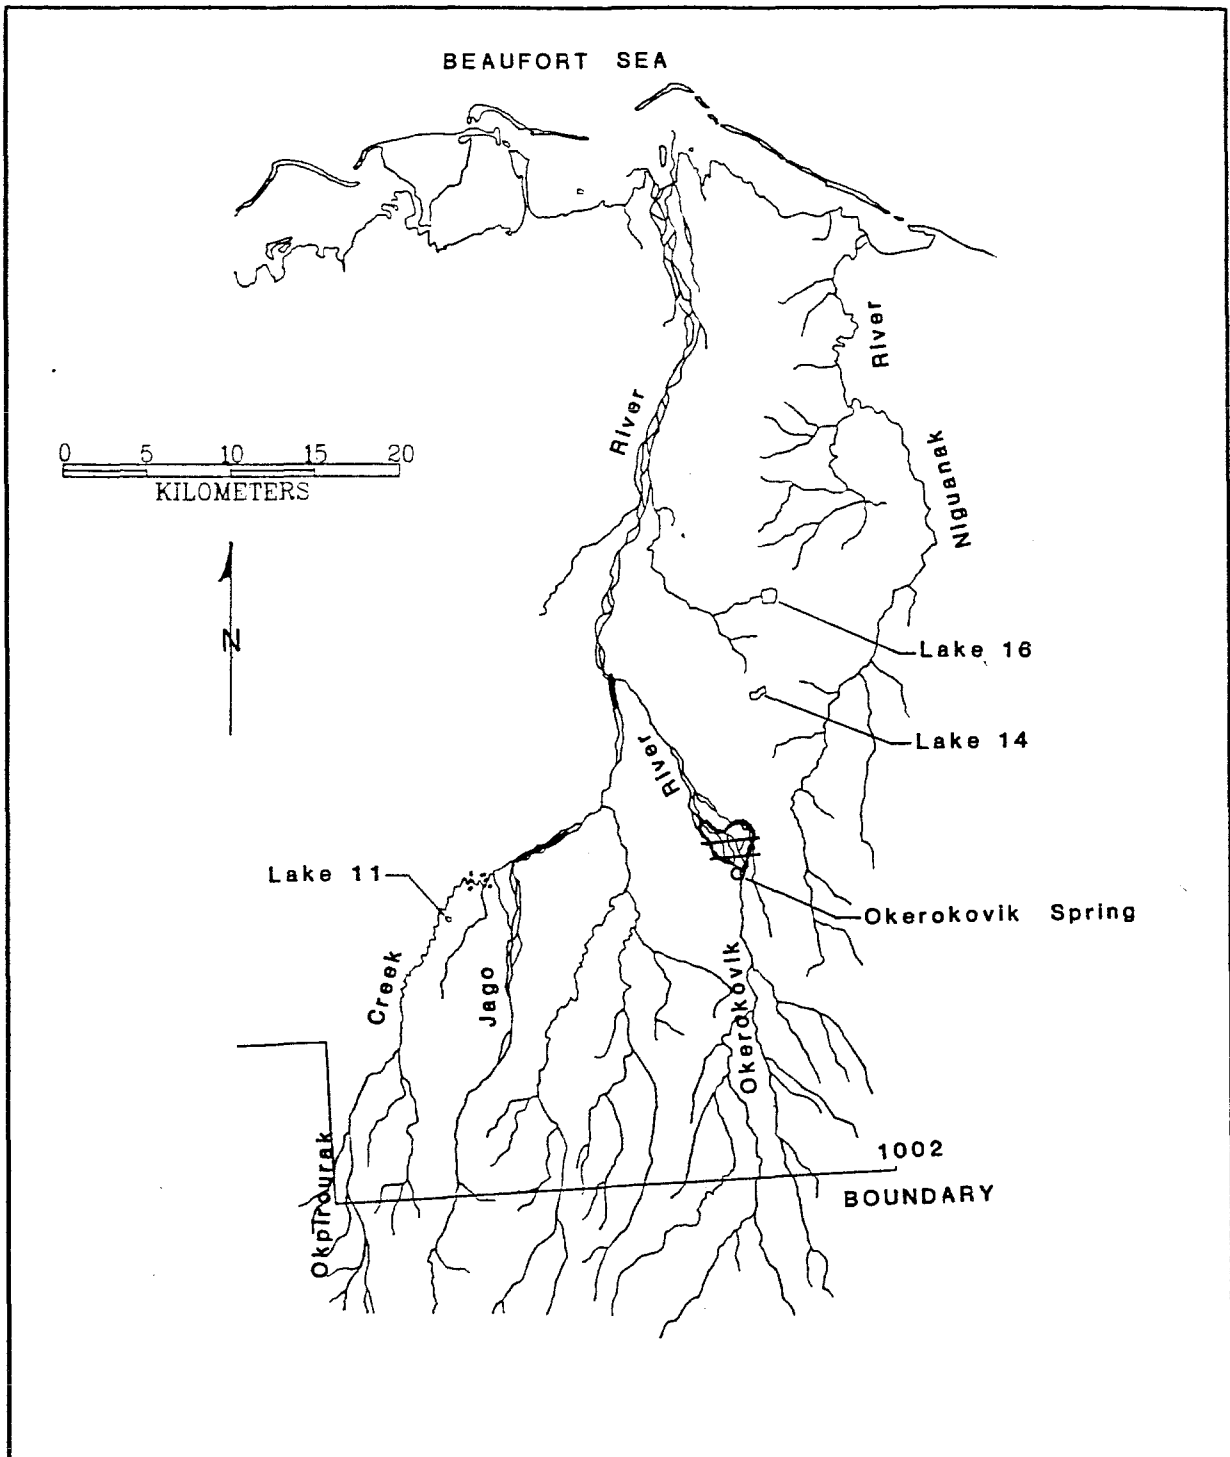 BEAUFORT SEA
River
River
0 5 10 15 20
KILOMETERS
Niguanak
N
Lake 16
Lake 14
River
Lake 11
Okerokovik Spring
Creek
Jago
Okerokovik
1002
BOUNDARY
Okpirourak